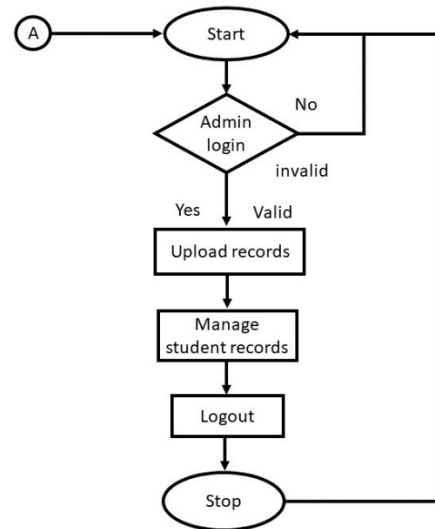 A
Start
No
Admin
login
invalid
Yes
Valid
Upload records
Manage
student records
Logout
Stop